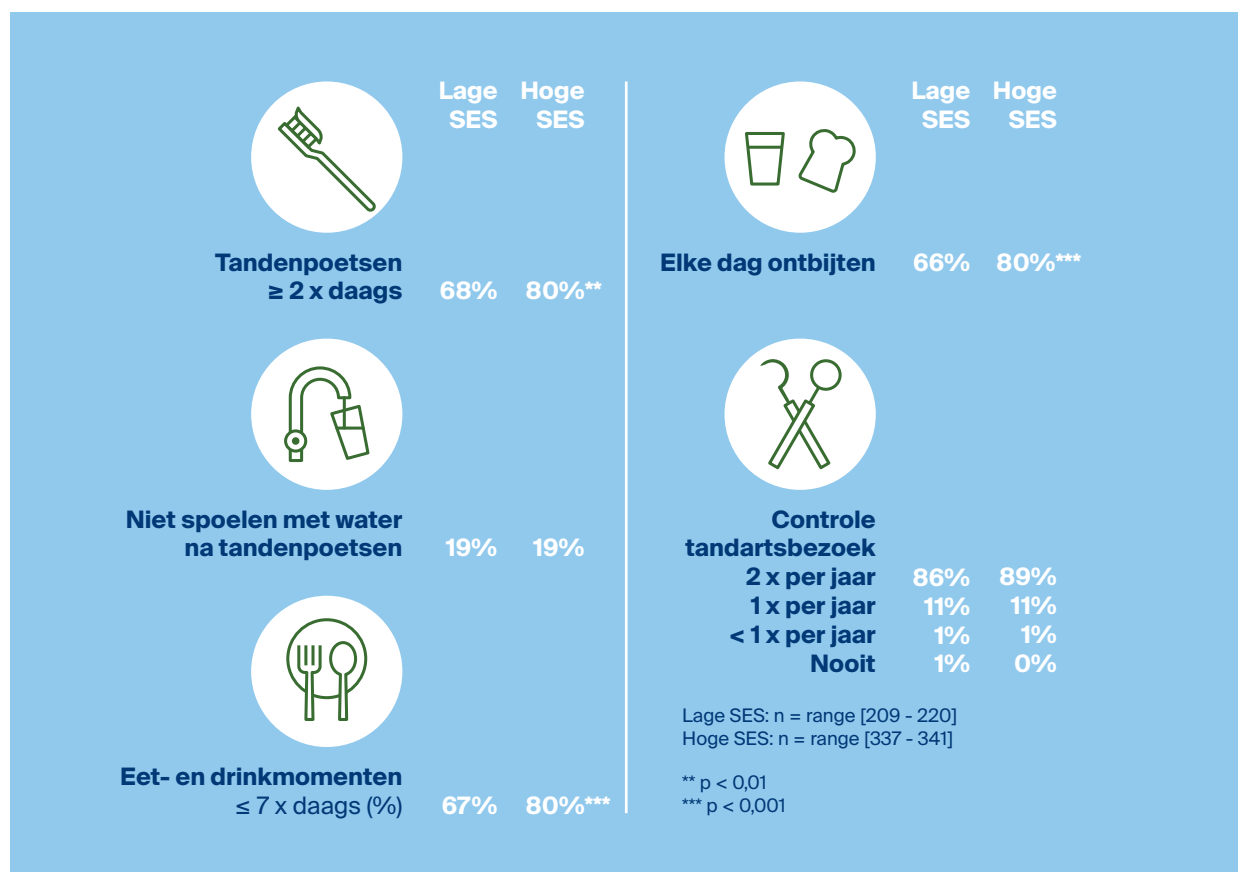 Lage Hoge
SES SES
Tandenpoetsen
≥ 2 x daags 68% 80%**
Niet spoelen met water
na tandenpoetsen 19% 19%
Eet- en drinkmomenten
≤ 7 x daags (%) 67% 80%***
Lage Hoge
SES SES
Elke dag ontbijten 66% 80%***
Controle
tandartsbezoek
2 x per jaar 86% 89%
1 x per jaar 11% 11%
< 1 x per jaar 1% 1%
Nooit 1% 0%
Lage SES: n = range [209 - 220]
Hoge SES: n = range [337 - 341]
** p < 0,01
*** p < 0,001